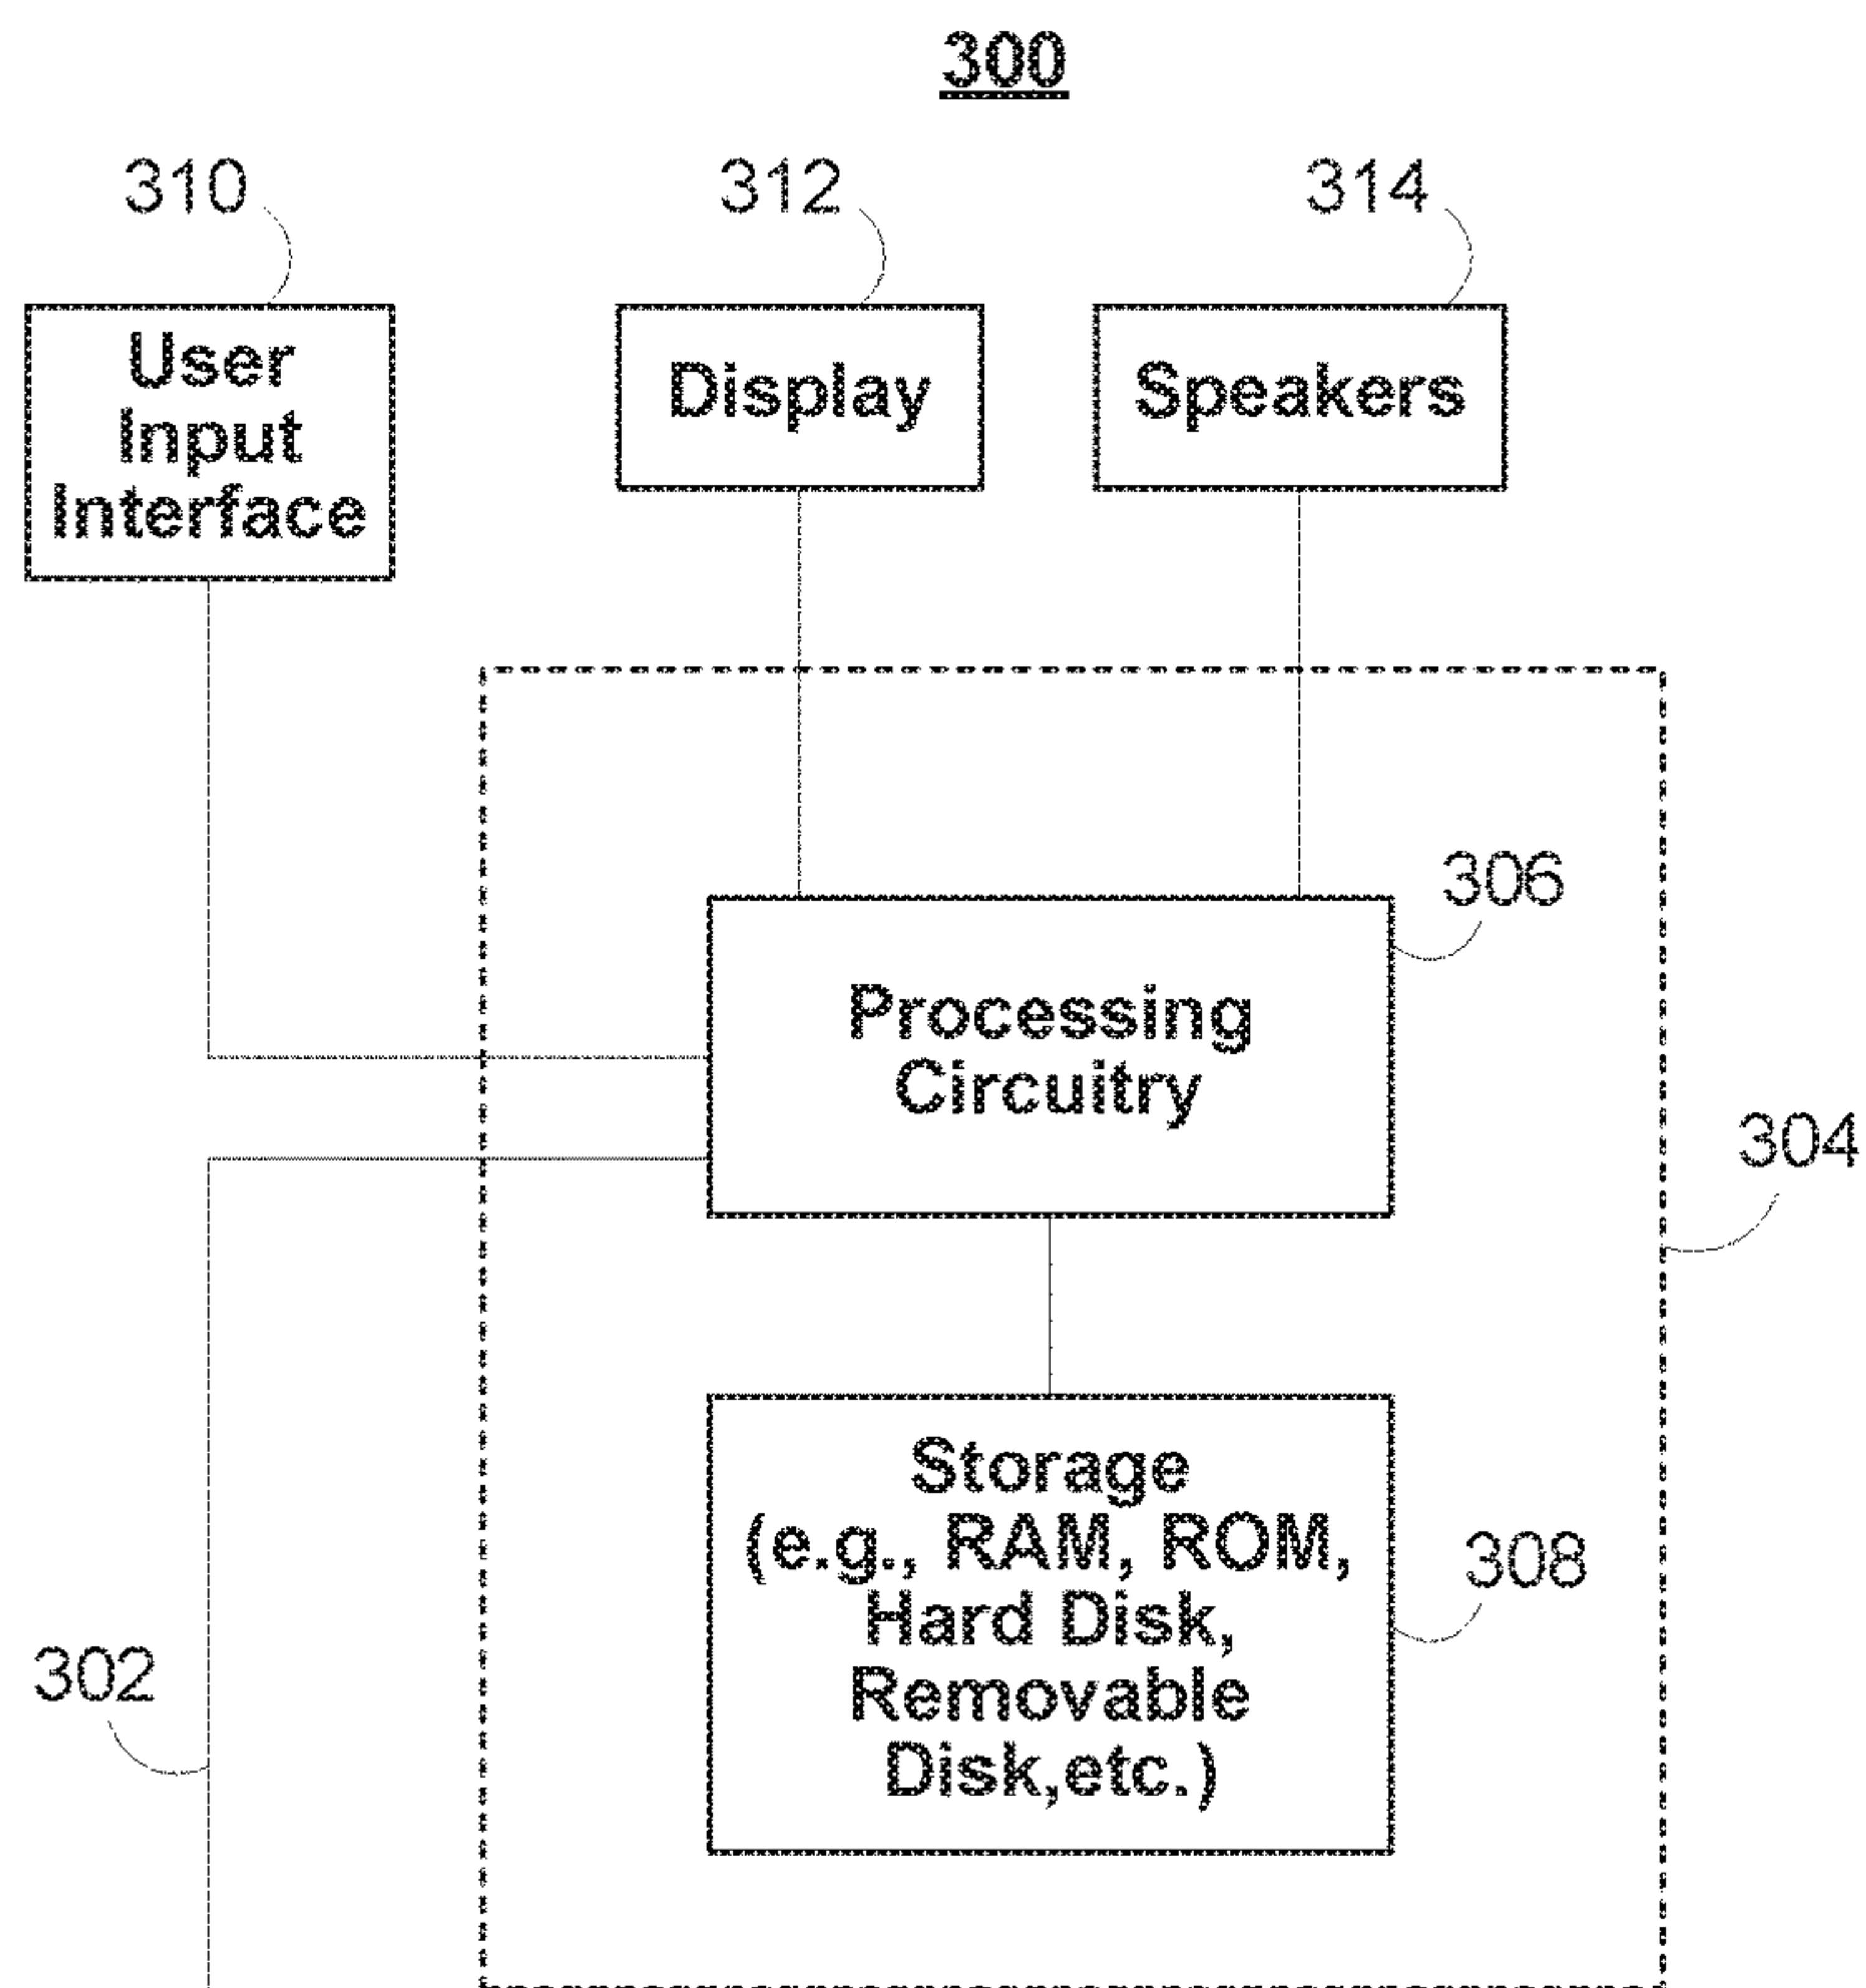 300
310
312
314
User
Input
Interface
Display
Speakers
306
Processing
Circuitry
304
Storage
(e.g., RAM, ROM,
Hard Disk,
Removable
Disk,etc.)
308
302